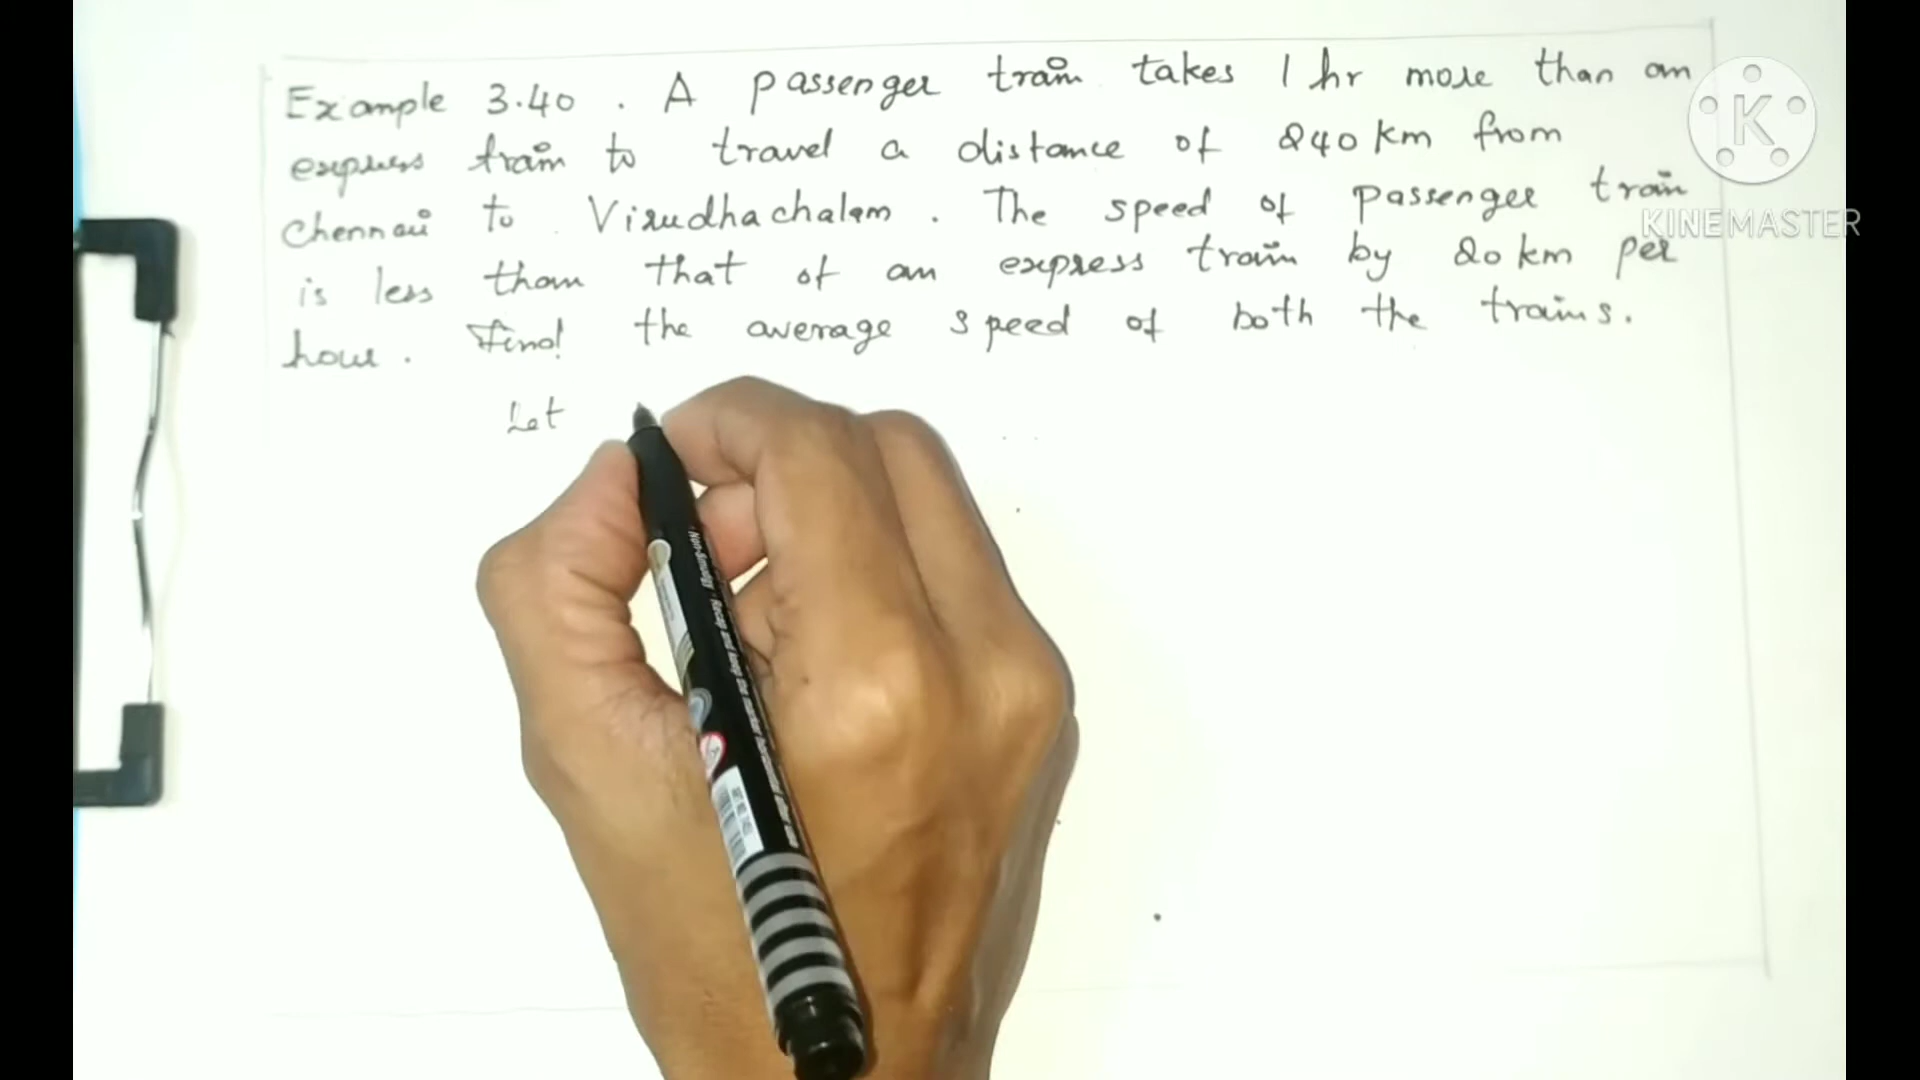 Example 3.40 . A passenger train takes 1 hr more than an
express train to travel a distance of 240 km from
Chennai to Virudhachalam . The speed of passenger train
is less than that of an express train by 20 km per
hour . Find the average speed of both the trains.
Let
K
KINEMASTER